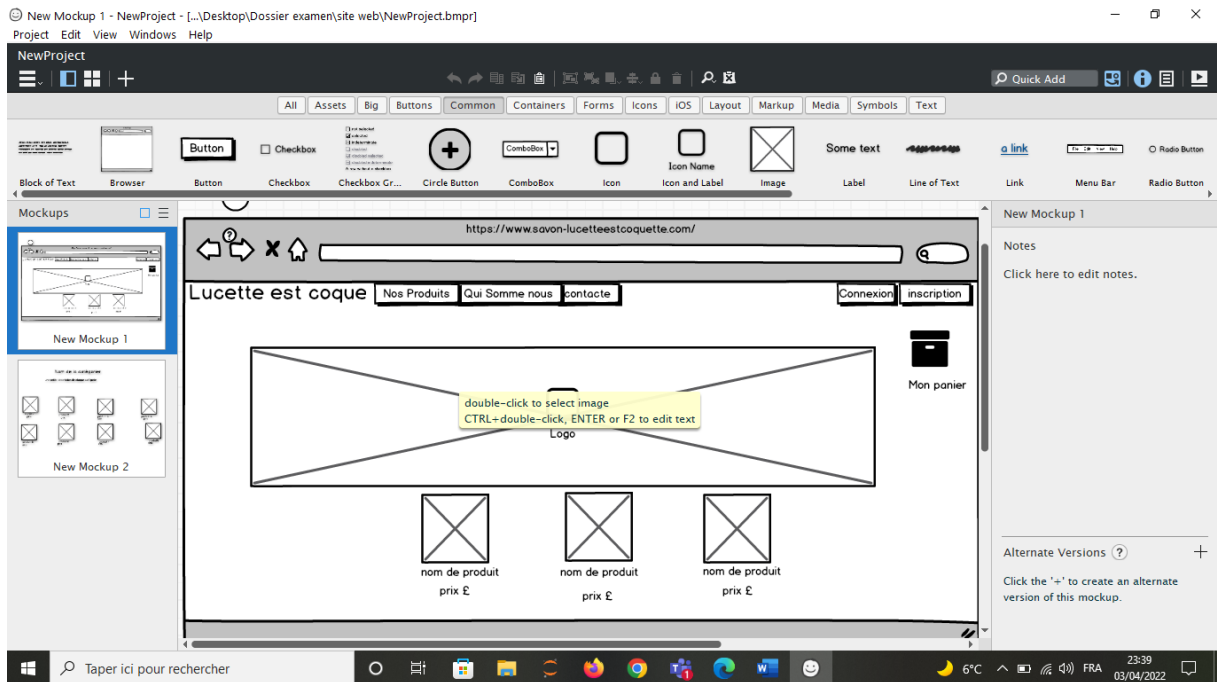 New Mockup 1 - NewProject - [...\Desktop\Dossier examen\site web\NewProject.bmpr]
Project Edit View Windows Help
NewProject
Quick Add
All Assets Big Buttons Common Containers Forms Icons iOS Layout Markup Media Symbols Text
Button Checkbox ComboBox Icon Name Some text a link Radio Button
Block of Text Browser Button Checkbox Checkbox Gr... Circle Button ComboBox Icon Icon and Label Image Label Line of Text Link Menu Bar Radio Button
Mockups
New Mockup 1
New Mockup 2
https://www.savon-lucetteestcoquette.com/
Lucette est coque Nos Produits Qui Somme nous contacte Connexion inscription
Mon panier
double-click to select image
CTRL+double-click, ENTER or F2 to edit text
Logo
nom de produit nom de produit nom de produit
prix £ prix £ prix £
New Mockup 1
Notes
Click here to edit notes.
Alternate Versions ?
Click the '+' to create an alternate
version of this mockup.
Taper ici pour rechercher
6°C FRA 23:39
03/04/2022